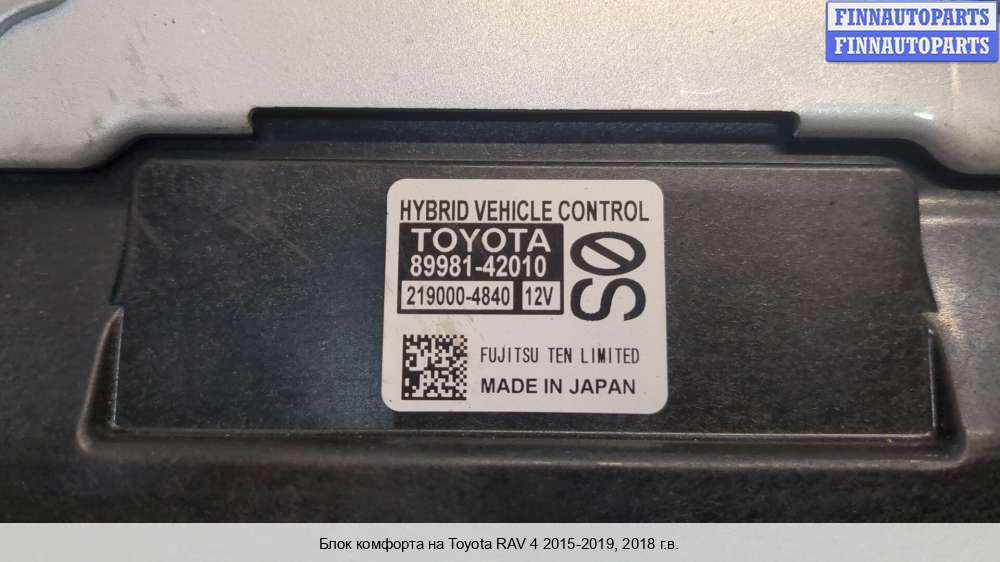 FINNAUTOPARTS
FINNAUTOPARTS
HYBRID VEHICLE CONTROL
TOYOTA
89981-42010
219000-4840 12V
SØ
FUJITSU TEN LIMITED
MADE IN JAPAN
Блок комфорта на Toyota RAV 4 2015-2019, 2018 г.в.